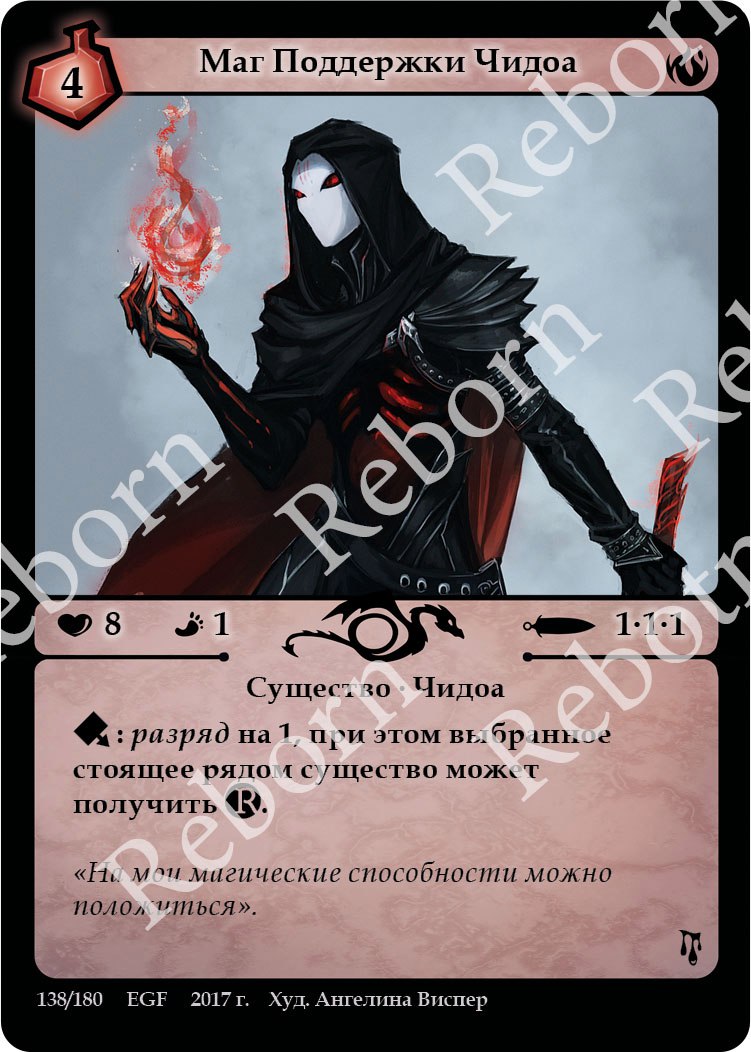 4
Маг Поддержки Чидоа
8
1
1·1·1
Существо · Чидоа
: разряд на 1, при этом выбранное
стоящее рядом существо может
получить R.
«На мои магические способности можно
положиться».
138/180 EGF 2017 г. Худ. Ангелина Виспер
Reborn
Reborn
Reborn
Reborn
Reborn
Reborn
Reborn